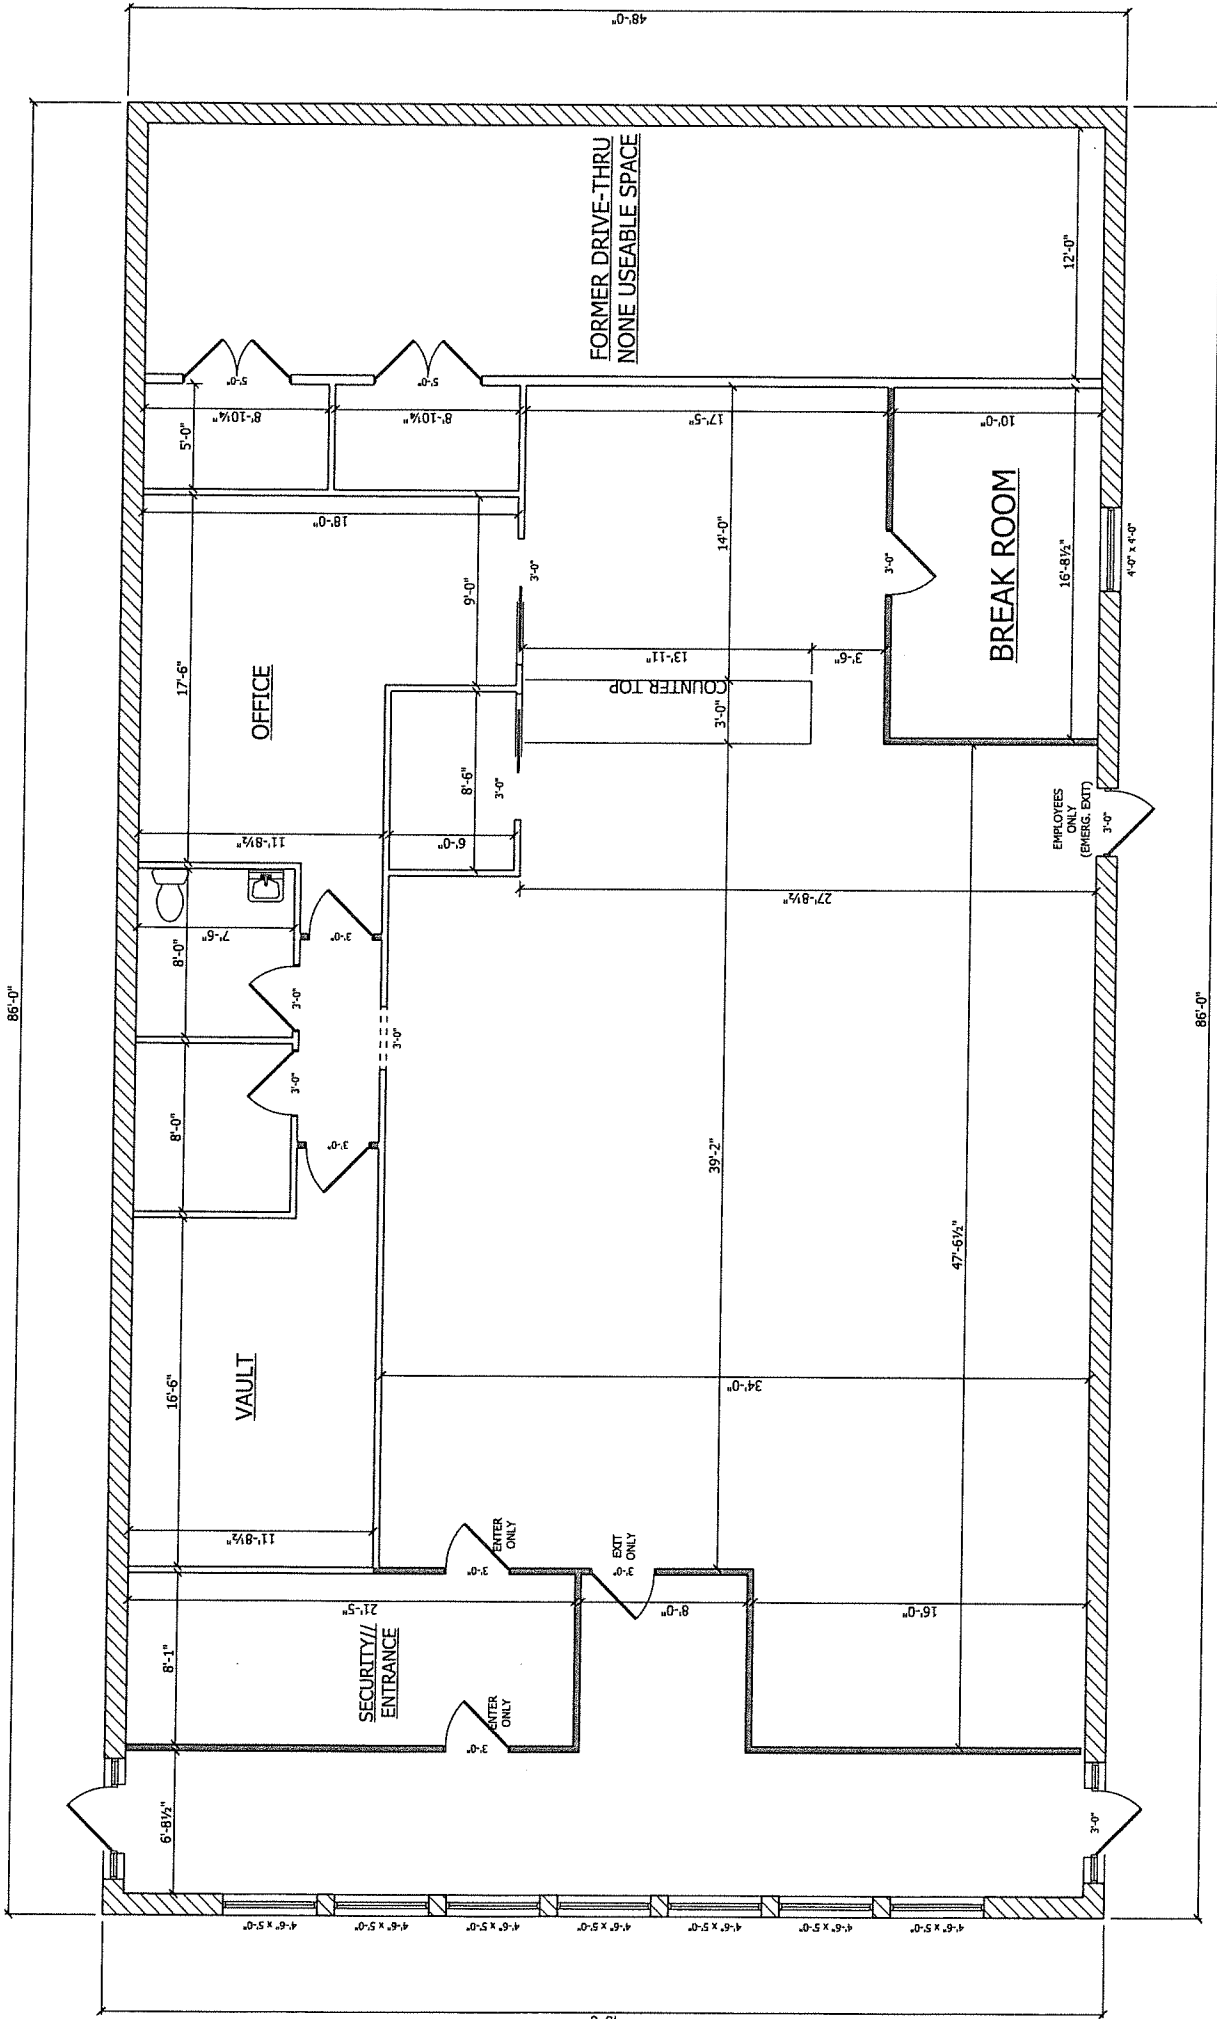 48'-0"
86'-0"
FORMER DRIVE-THRU
NONE USEABLE SPACE
12'-0"
5'-0"
5'-0"
8'-10¼"
8'-10¼"
17'-5"
10'-0"
5'-0"
18'-0"
OFFICE
17'-6"
9'-0"
3'-0"
14'-0"
3'-0"
BREAK ROOM
16'-8½"
4'-0" x 4'-0"
13'-11"
3'-6"
COUNTER TOP
3'-0"
11'-8½"
8'-6"
6'-0"
3'-0"
EMPLOYEES
ONLY
(EMERG. EXIT)
3'-0"
27'-8½"
7'-6"
8'-0"
3'-0"
3'-0"
3'-0"
3'-0"
3'-0"
8'-0"
39'-2"
47'-6½"
86'-0"
VAULT
16'-6"
34'-0"
11'-8½"
ENTER
ONLY
3'-0"
EXIT
ONLY
3'-0"
21'-5"
8'-0"
16'-0"
SECURITY//
ENTRANCE
8'-1"
ENTER
ONLY
3'-0"
6'-8½"
3'-0"
4'-6" x 5'-0"
4'-6" x 5'-0"
4'-6" x 5'-0"
4'-6" x 5'-0"
4'-6" x 5'-0"
4'-6" x 5'-0"
4'-6" x 5'-0"